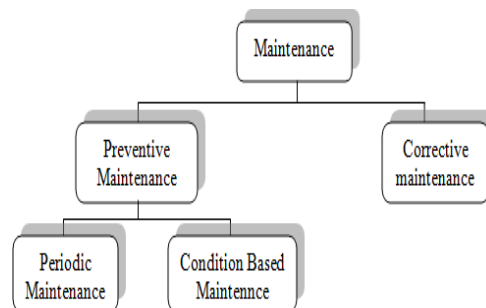 Maintenance
Preventive
Maintenance
Corrective
maintenance
Periodic
Maintenance
Condition Based
Maintennce